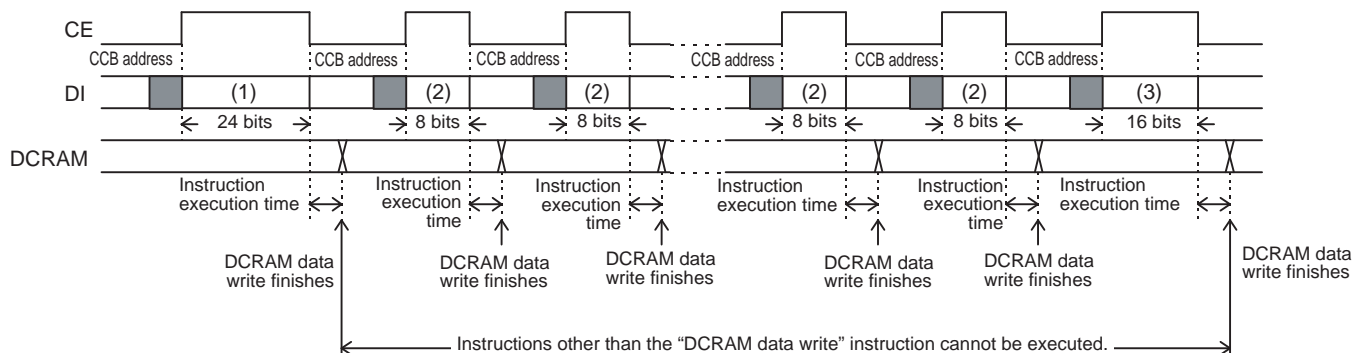 CE
CCB address CCB address CCB address CCB address CCB address CCB address
DI (1) (2) (2) (2) (2) (3)
24 bits 8 bits 8 bits 8 bits 8 bits 16 bits
DCRAM
Instruction
execution time
Instruction
execution
time
Instruction
execution
time
Instruction
execution time
Instruction
execution
time
Instruction
execution time
DCRAM data
write finishes
DCRAM data
write finishes
DCRAM data
write finishes
DCRAM data
write finishes
DCRAM data
write finishes
DCRAM data
write finishes
Instructions other than the “DCRAM data write” instruction cannot be executed.